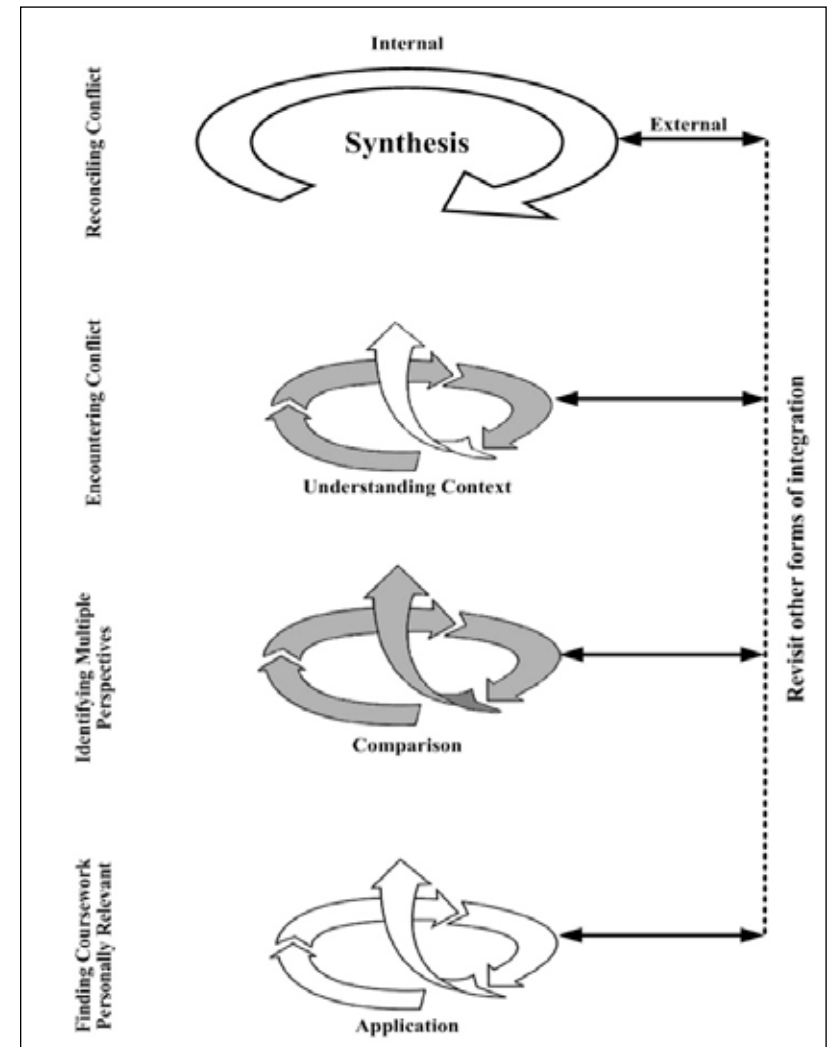 Internal
Reconciling Conflict
Synthesis
External
Encountering Conflict
Understanding Context
Revisit other forms of integration
Identifying Multiple
Perspectives
Comparison
Finding Coursework
Personally Relevant
Application